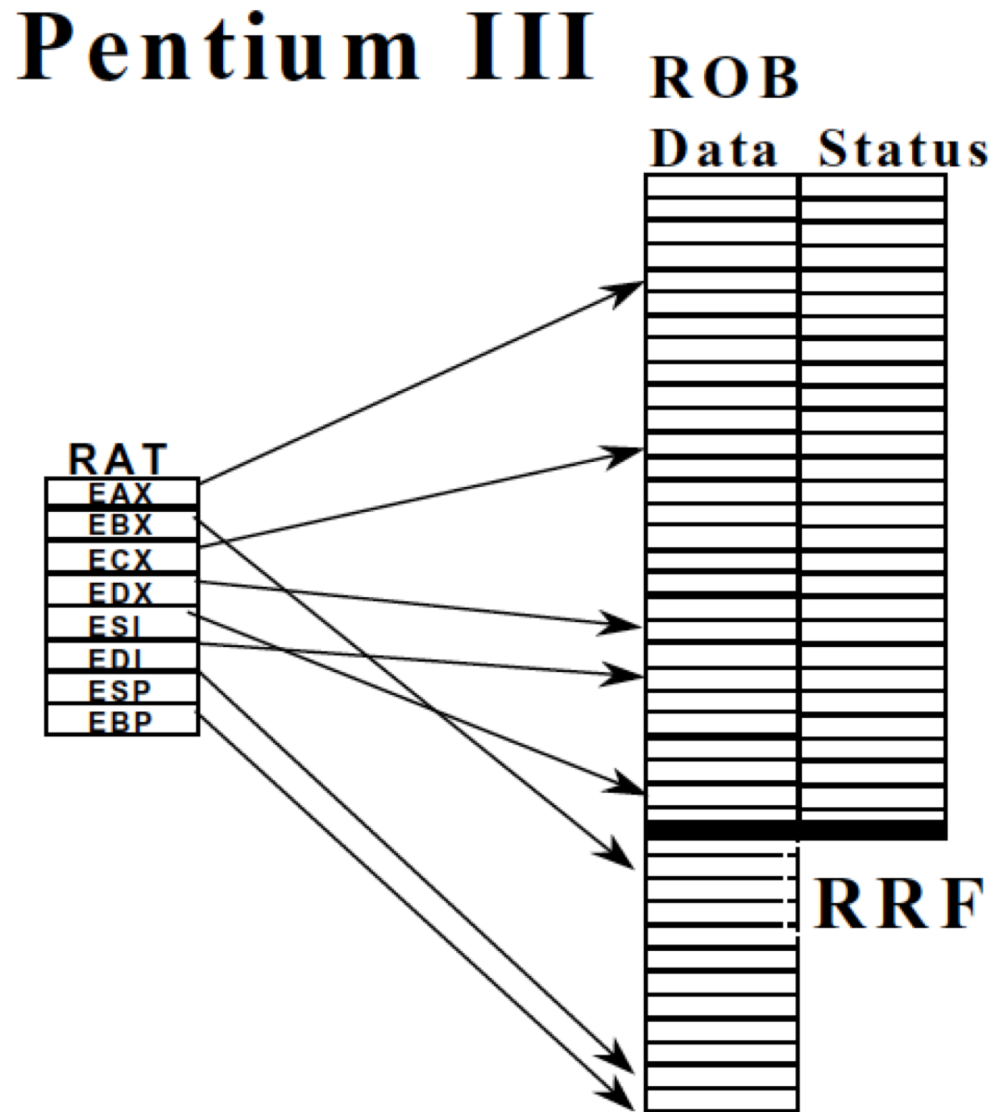 Pentium III
ROB
Data Status
RAT
EAX
EBX
ECX
EDX
ESI
EDI
ESP
EBP
RRF